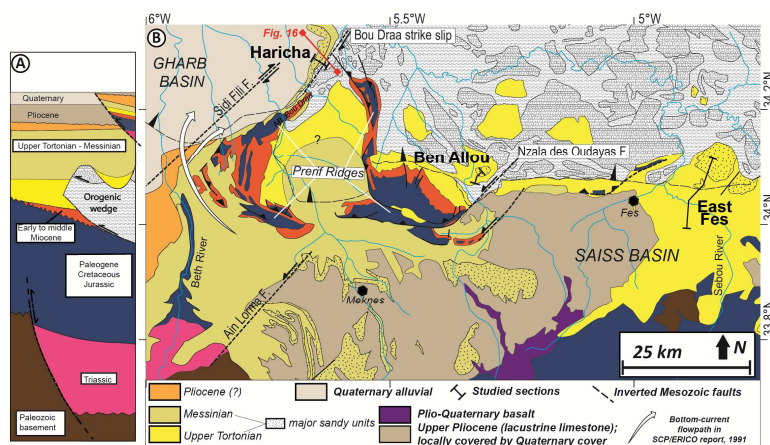 A
Quaternary
Pliocene
Upper Tortonian - Messinian
Orogenic
wedge
Early to middle
Miocene
Paleogene
Cretaceous
Jurassic
Triassic
Paleozoic
basement
6°W
5,5°W
5°W
B
Fig. 16
Bou Draa strike slip
Haricha
GHARB
BASIN
Sidi Fili F.
34,2°N
?
Prerif Ridges
Ben Allou
Nzala des Oudayas F.
Fes
East
Fes
34°N
SAISS BASIN
Beth River
Sebou River
Ain Lorma F.
Meknes
33,8°N
25 km
N
Pliocene (?)
Quaternary alluvial
Studied sections
Inverted Mesozoic faults
Messinian
major sandy units
Plio-Quaternary basalt
Bottom-current
flowpath in
SCP/ERICO report, 1991
Upper Tortonian
Upper Pliocene (lacustrine limestone);
locally covered by Quaternary cover